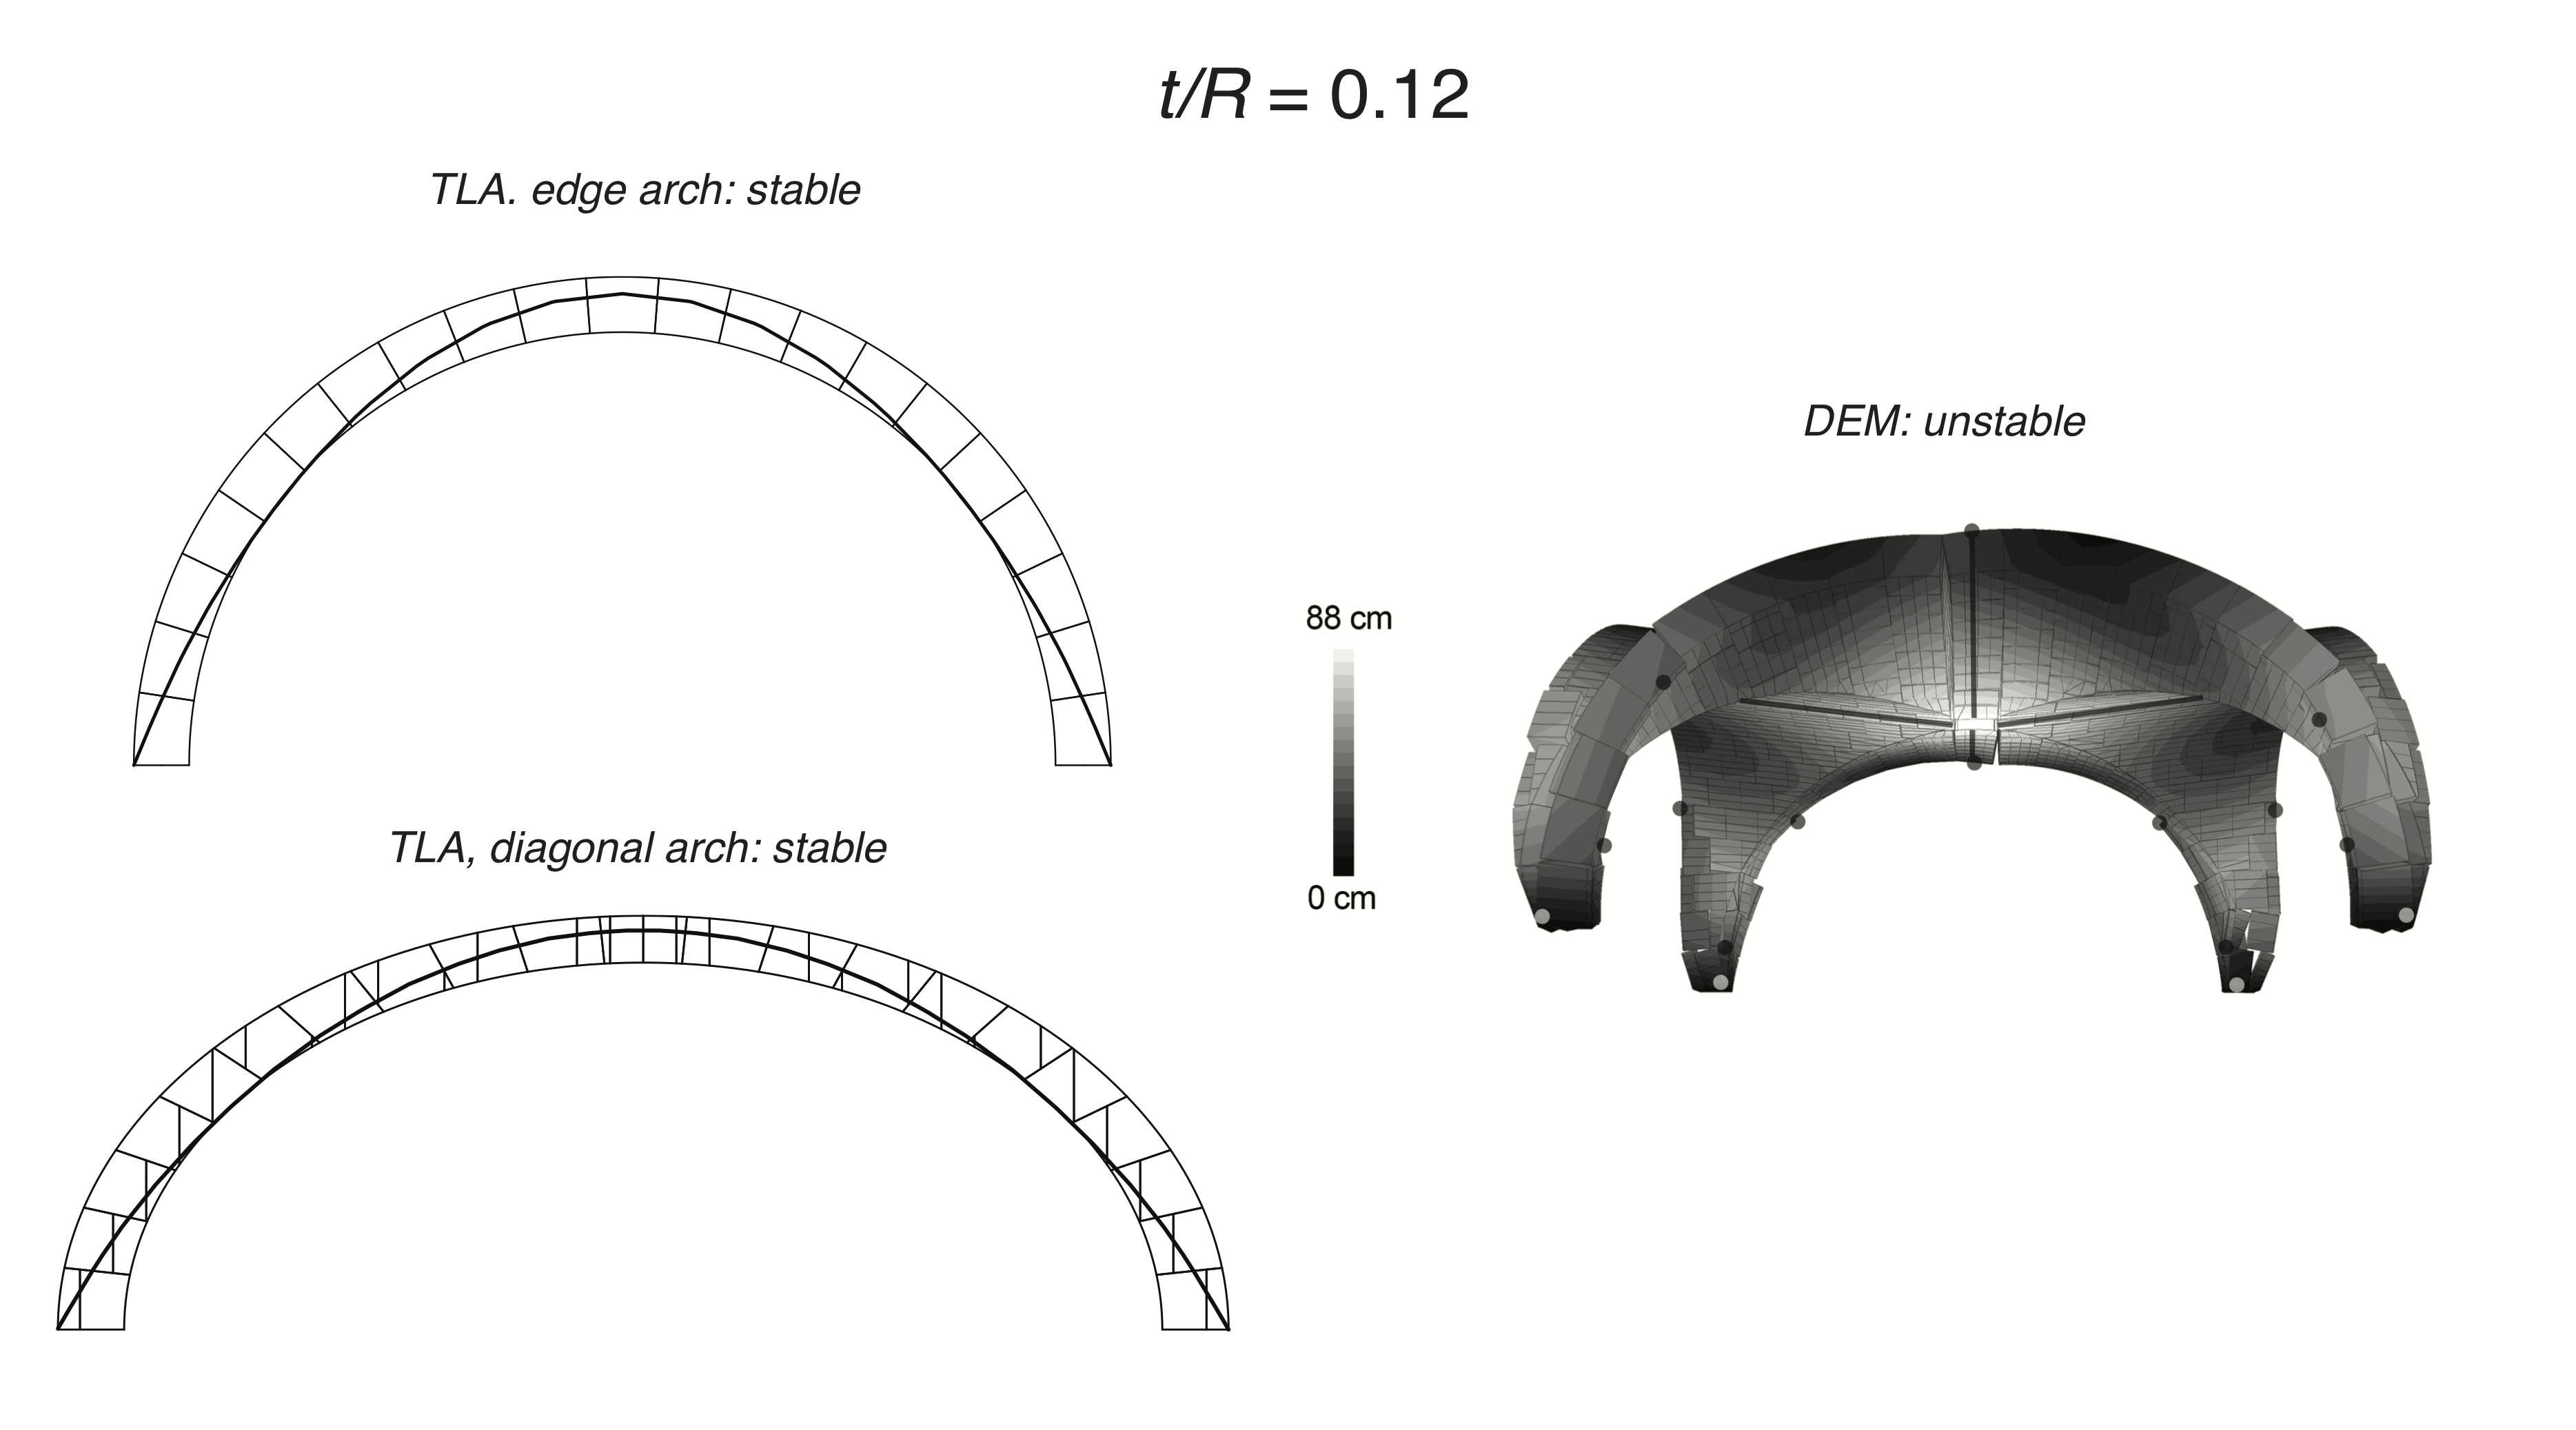 t/R = 0.12
TLA. edge arch: stable
DEM: unstable
88 cm
0 cm
TLA, diagonal arch: stable